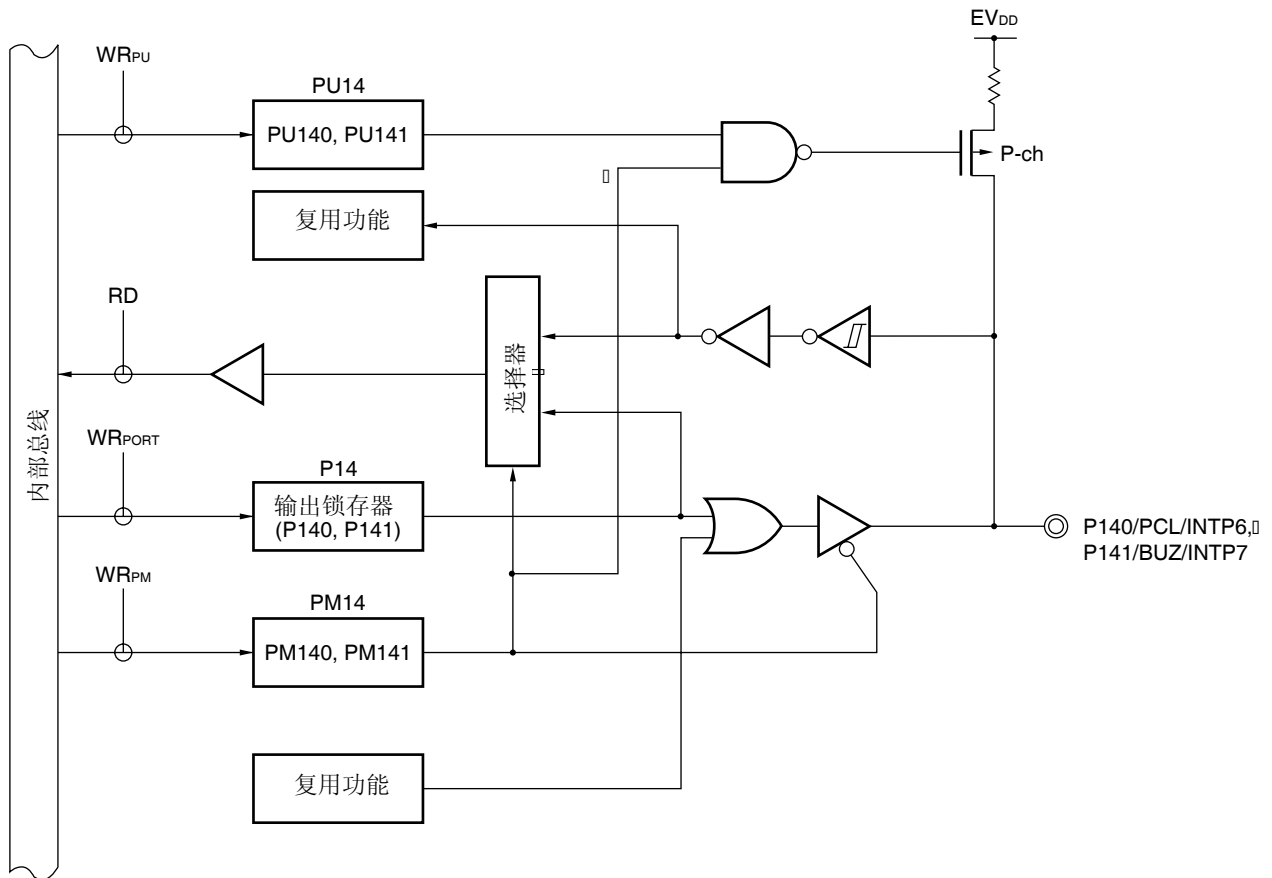 EVDD
WRPU
PU14
PU140, PU141
P-ch
复用功能
RD
选择器
内部总线
WRPORT
P14
输出锁存器
(P140, P141)
P140/PCL/INTP6,
P141/BUZ/INTP7
WRPM
PM14
PM140, PM141
复用功能